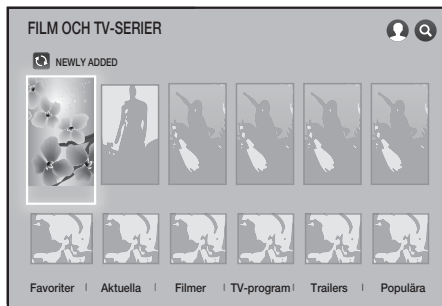 FILM OCH TV-SERIER
NEWLY ADDED
Favoriter | Aktuella | Filmer | TV-program | Trailers | Populära